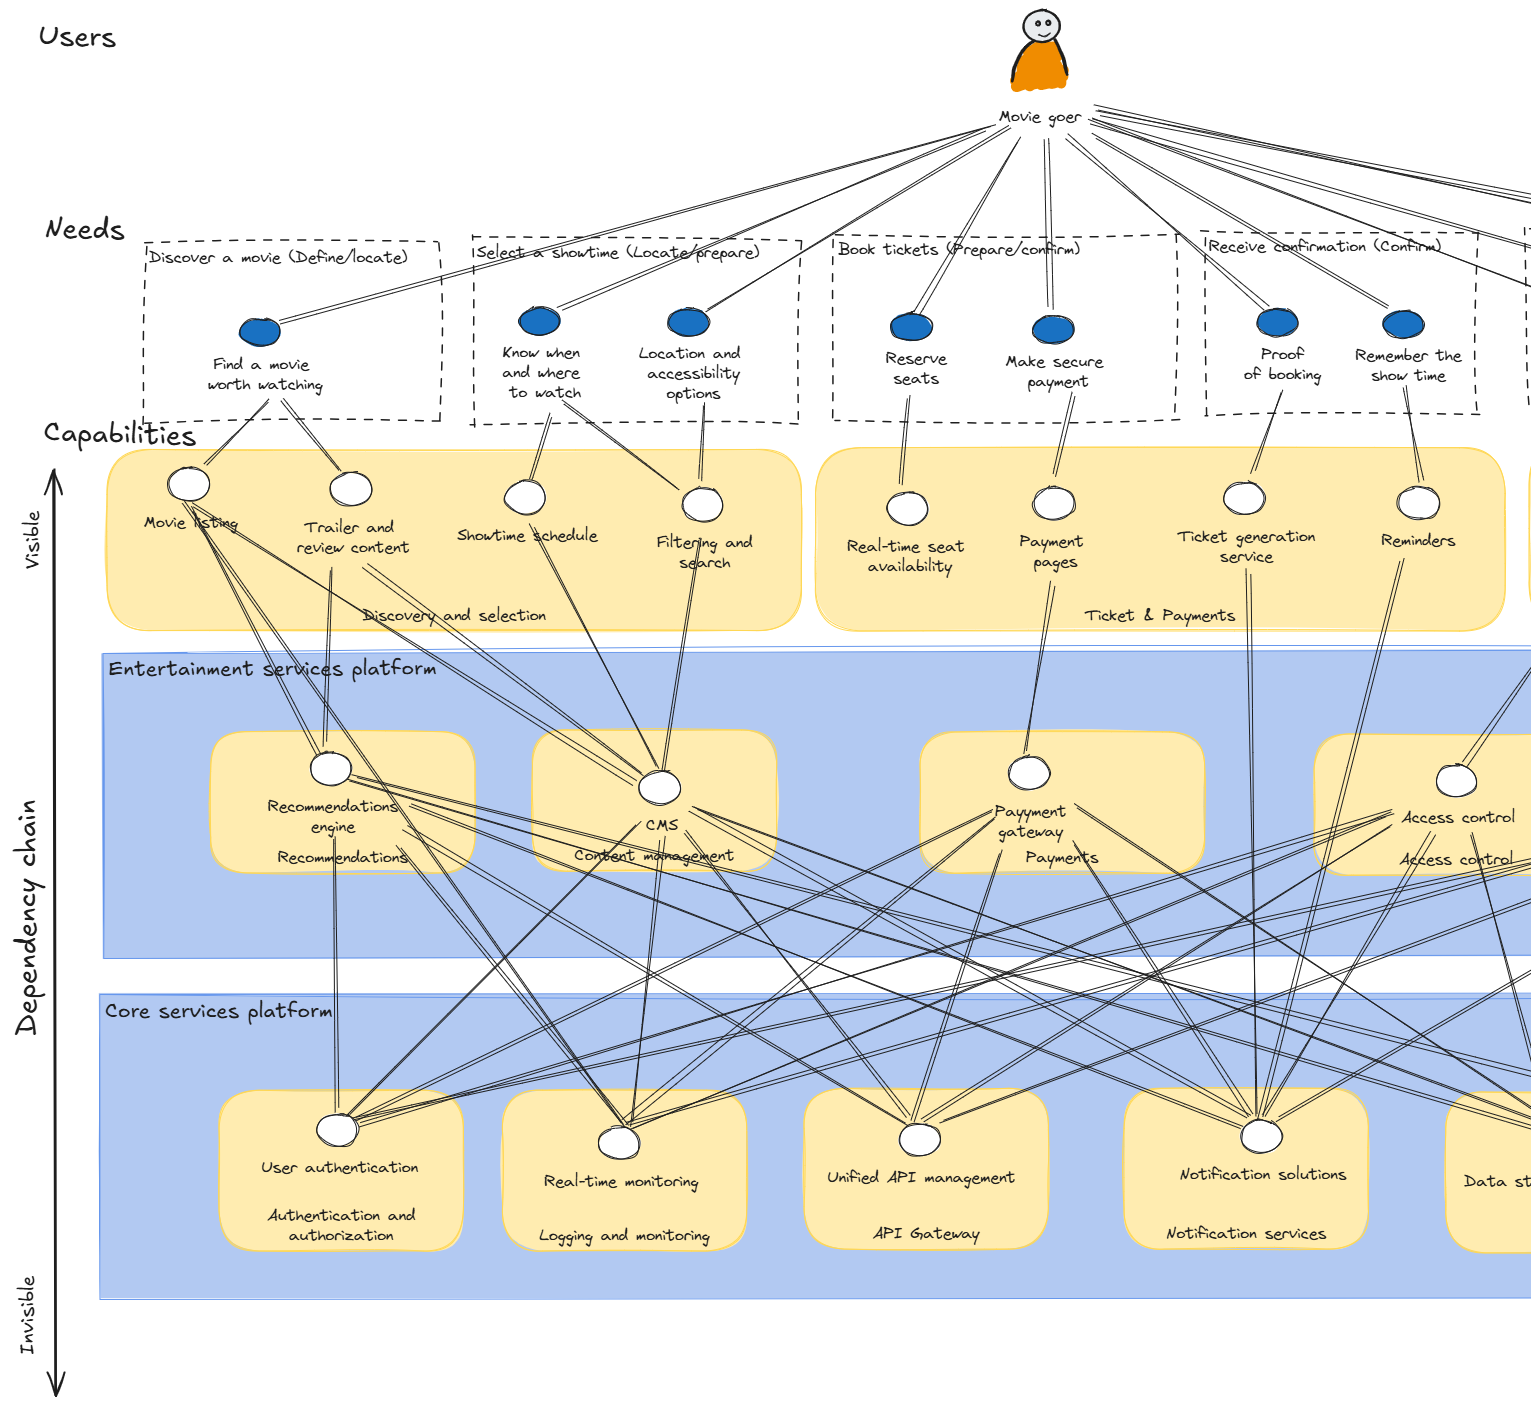 Users
Movie goer
Needs
Discover a movie (Define/locate)
Select a showtime (Locate/prepare)
Book tickets (Prepare/confirm)
Receive confirmation (Confirm)
Find a movie
worth watching
Know when
and where
to watch
Location and
accessibility
options
Reserve
seats
Make secure
payment
Proof
of booking
Remember the
show time
Capabilities
Visible
Movie listing
Trailer and
review content
Showtime schedule
Filtering and
search
Real-time seat
availability
Payment
pages
Ticket generation
service
Reminders
Discovery and selection
Ticket & Payments
Entertainment services platform
Recommendations
engine
Recommendations
CMS
Content management
Payyment
gateway
Payments
Access control
Access control
Dependency chain
Core services platform
User authentication
Authentication and
authorization
Real-time monitoring
Logging and monitoring
Unified API management
API Gateway
Notification solutions
Notification services
Data st
Invisible